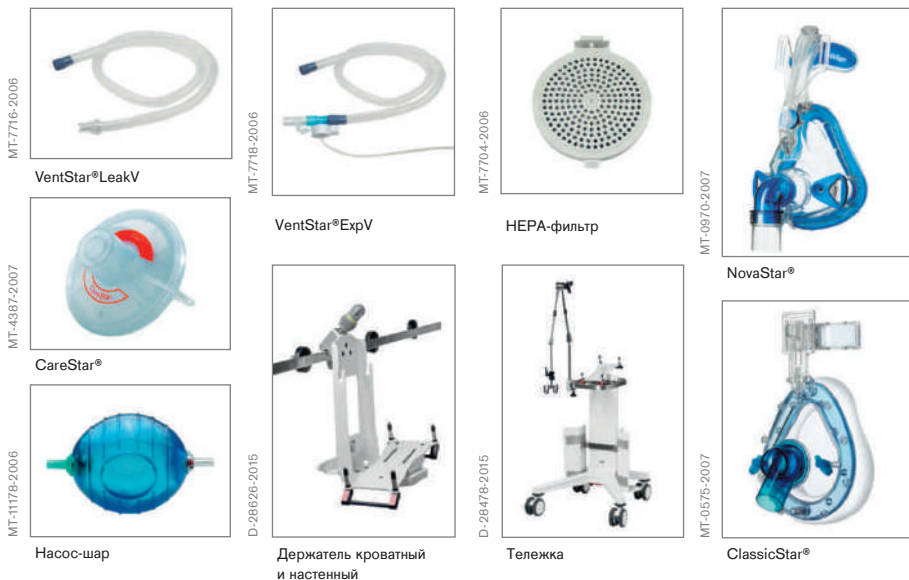 MT-7716-2006
VentStar®LeakV
MT-7718-2006
VentStar®ExpV
MT-7704-2006
HEPA-фильтр
MT-0970-2007
NovaStar®
MT-4387-2007
CareStar®
MT-11178-2006
Насос-шар
D-28626-2015
Держатель кроватный
и настенный
D-28478-2015
Тележка
MT-0575-2007
ClassicStar®